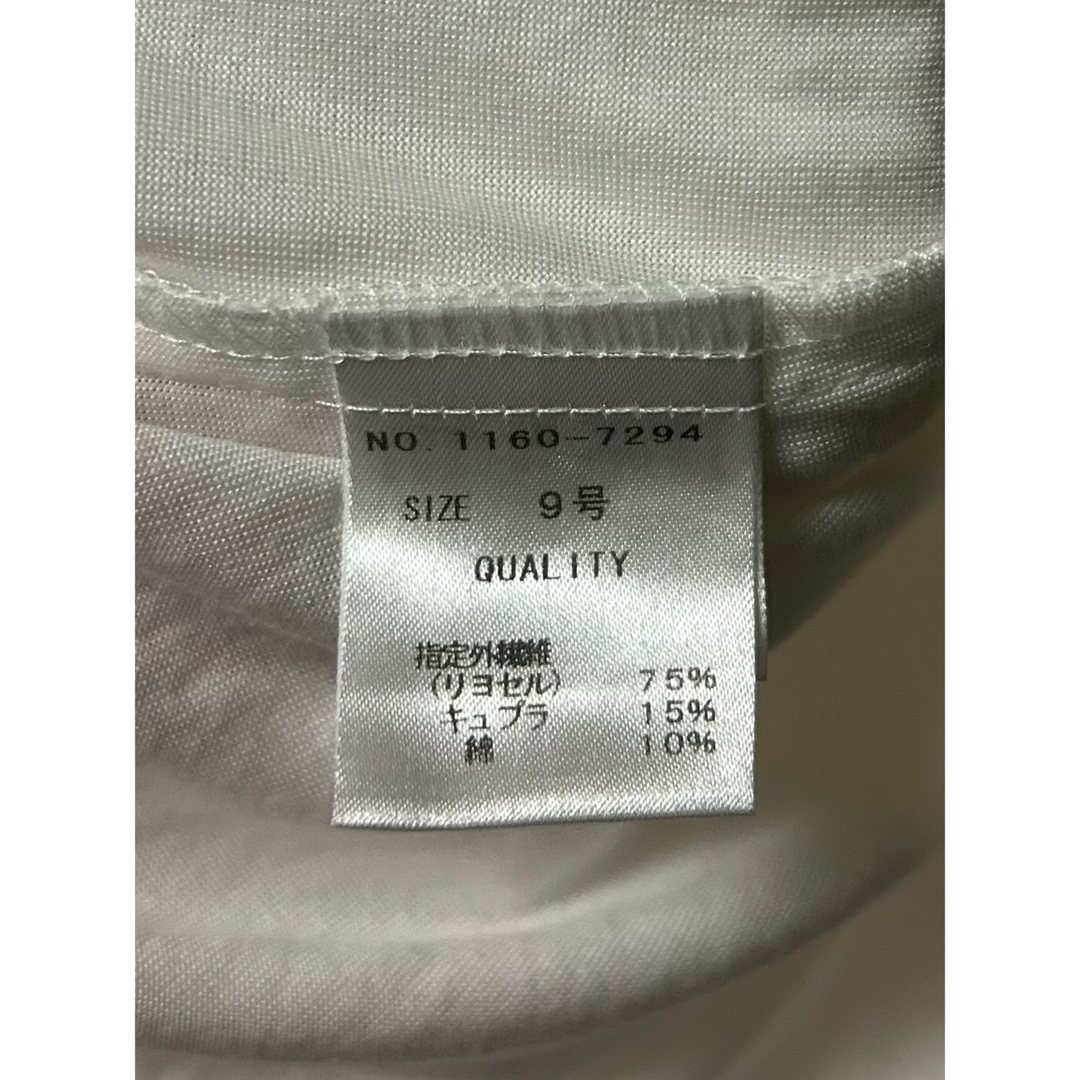 NO. 1160-7294
SIZE 9号
QUALITY
指定外繊維
(リヨセル) 75%
キュプラ 15%
綿 10%